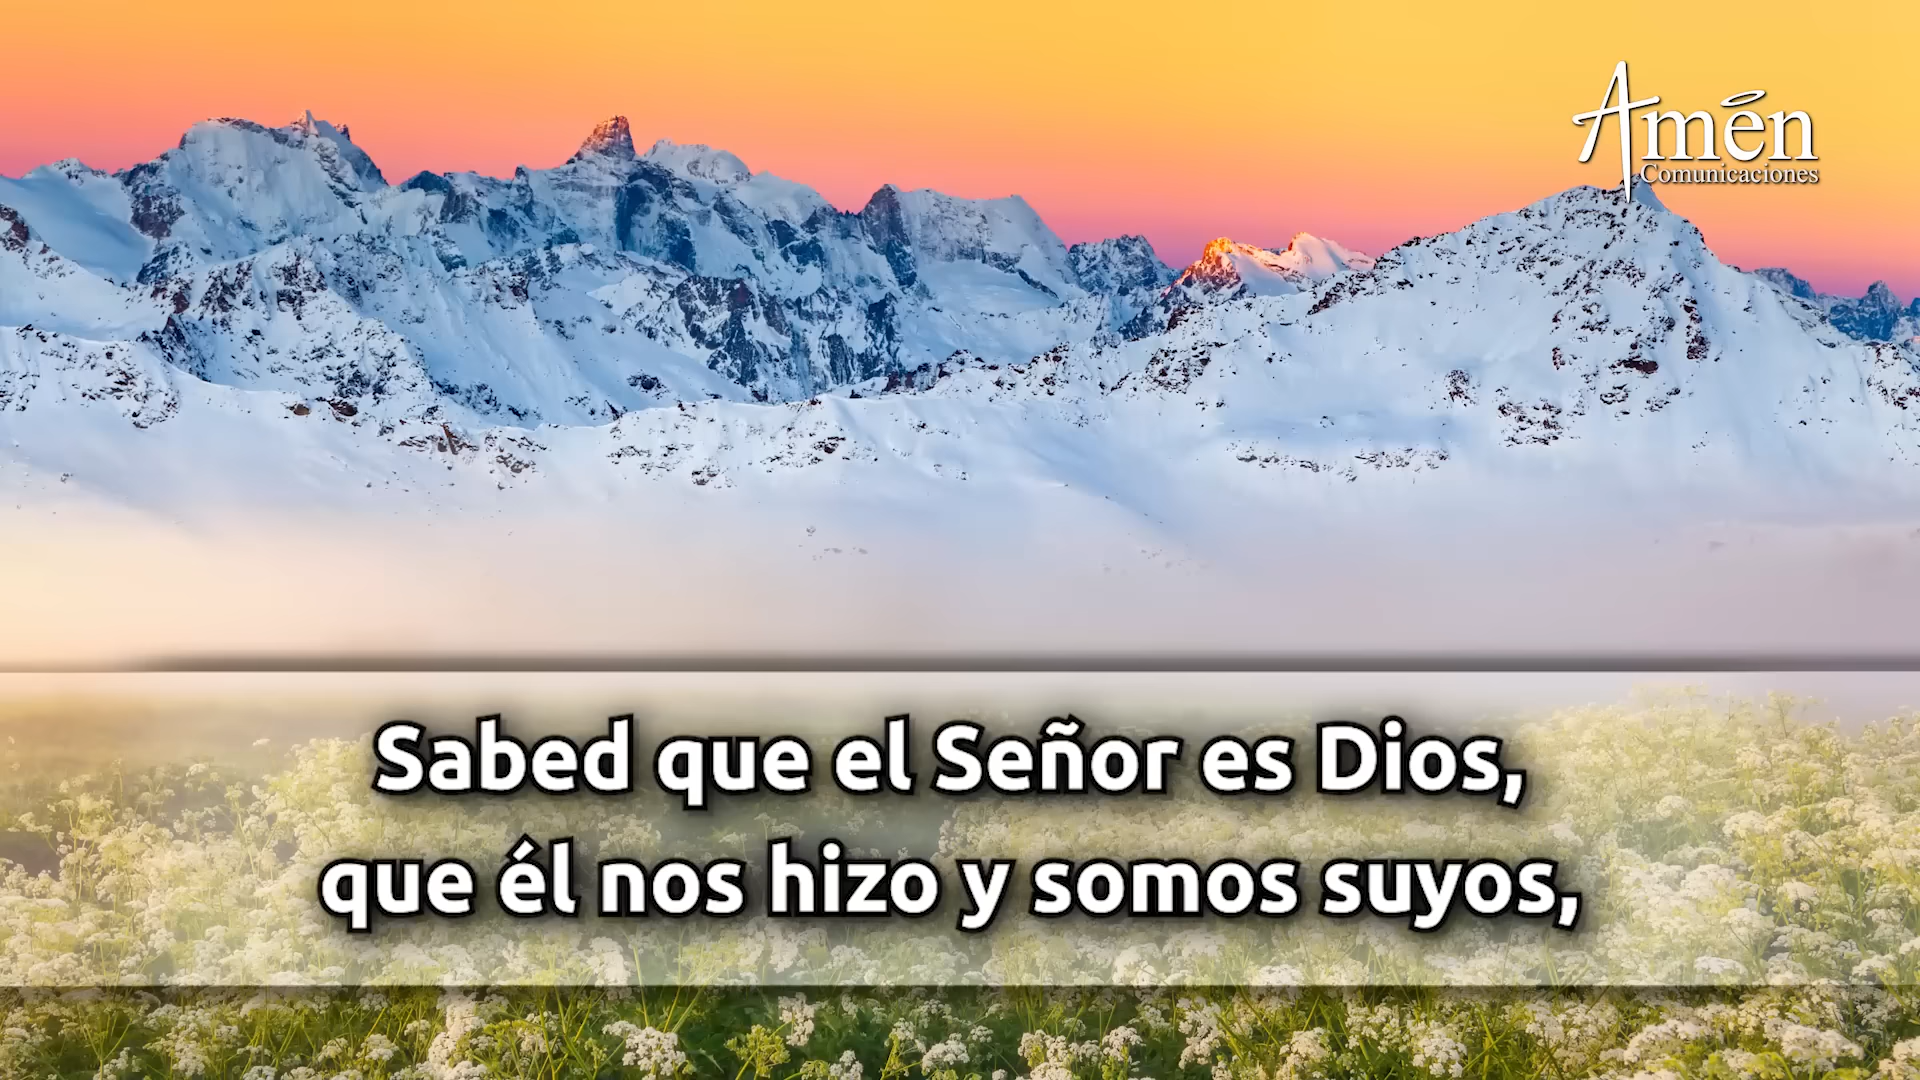 Amén
Comunicaciones
Sabed que el Señor es Dios,
que él nos hizo y somos suyos,